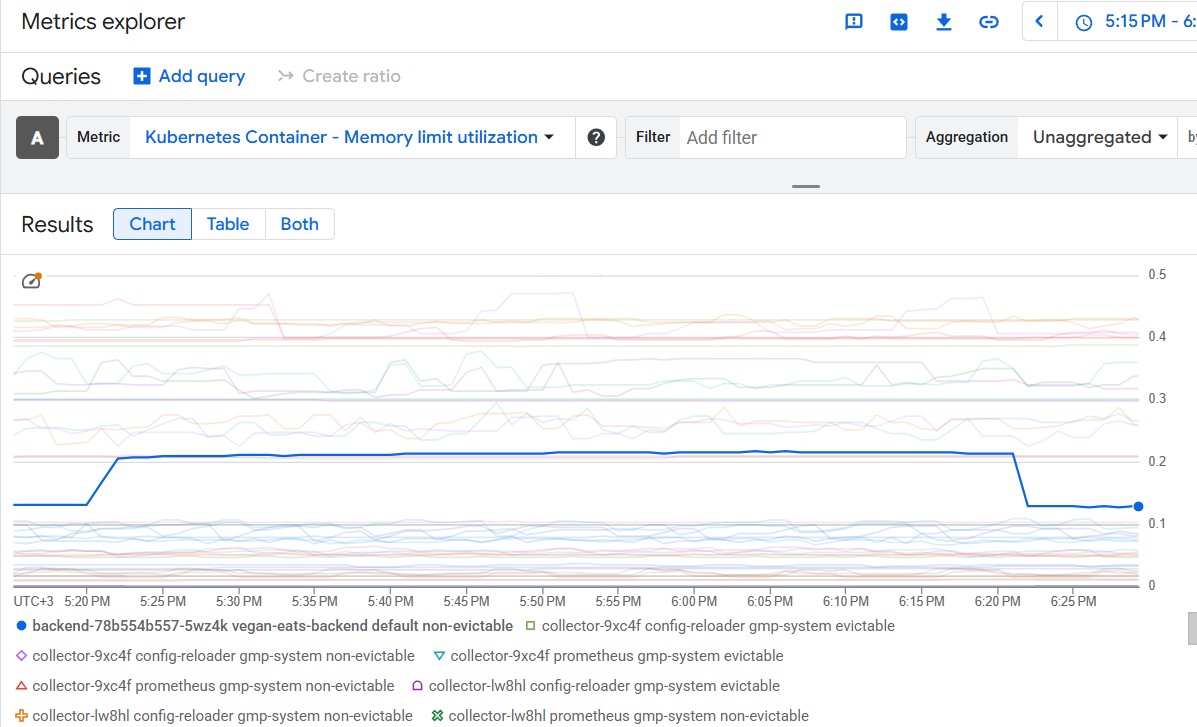 Metrics explorer
5:15 PM - 6:
Queries Add query Create ratio
A Metric Kubernetes Container - Memory limit utilization ? Filter Add filter Aggregation Unaggregated by
Results Chart Table Both
0.5
0.4
0.3
0.2
0.1
0
UTC+3 5:20 PM 5:25 PM 5:30 PM 5:35 PM 5:40 PM 5:45 PM 5:50 PM 5:55 PM 6:00 PM 6:05 PM 6:10 PM 6:15 PM 6:20 PM 6:25 PM
backend-78b554b557-5wz4k vegan-eats-backend default non-evictable collector-9xc4f config-reloader gmp-system evictable
collector-9xc4f config-reloader gmp-system non-evictable collector-9xc4f prometheus gmp-system evictable
collector-9xc4f prometheus gmp-system non-evictable collector-lw8hl config-reloader gmp-system evictable
collector-lw8hl config-reloader gmp-system non-evictable collector-lw8hl prometheus gmp-system non-evictable